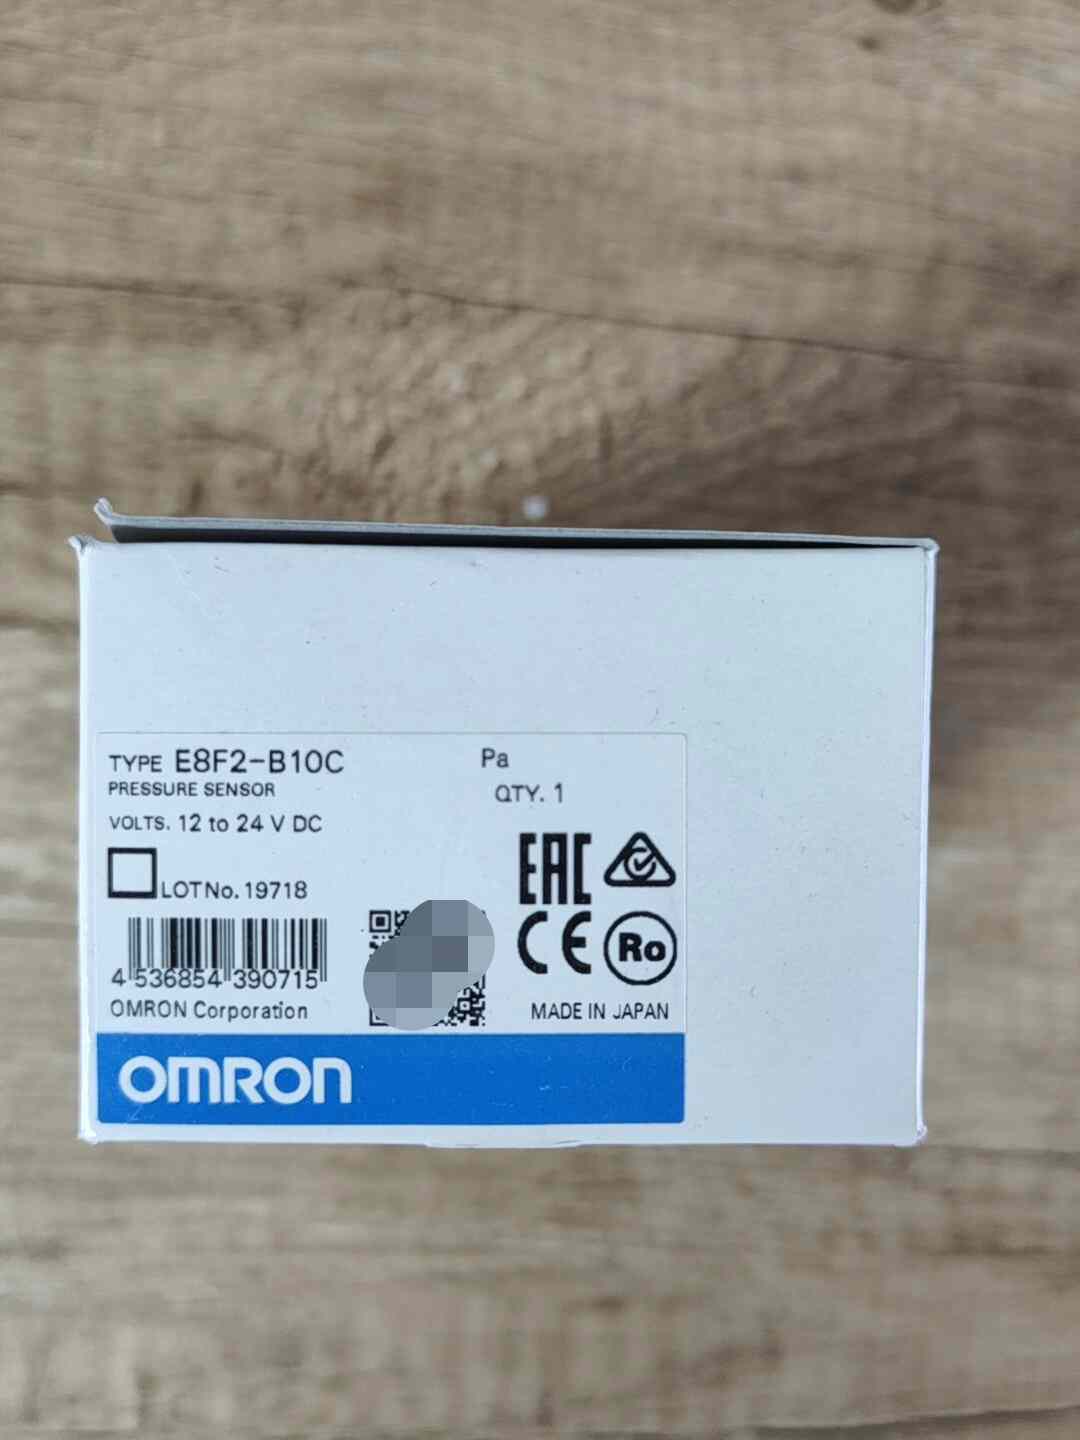 TYPE E8F2-B10C Pa
PRESSURE SENSOR QTY. 1
VOLTS. 12 to 24 V DC
LOT No. 19718
EAC
CE Ro
4 536854 390715
OMRON Corporation MADE IN JAPAN
OMRON